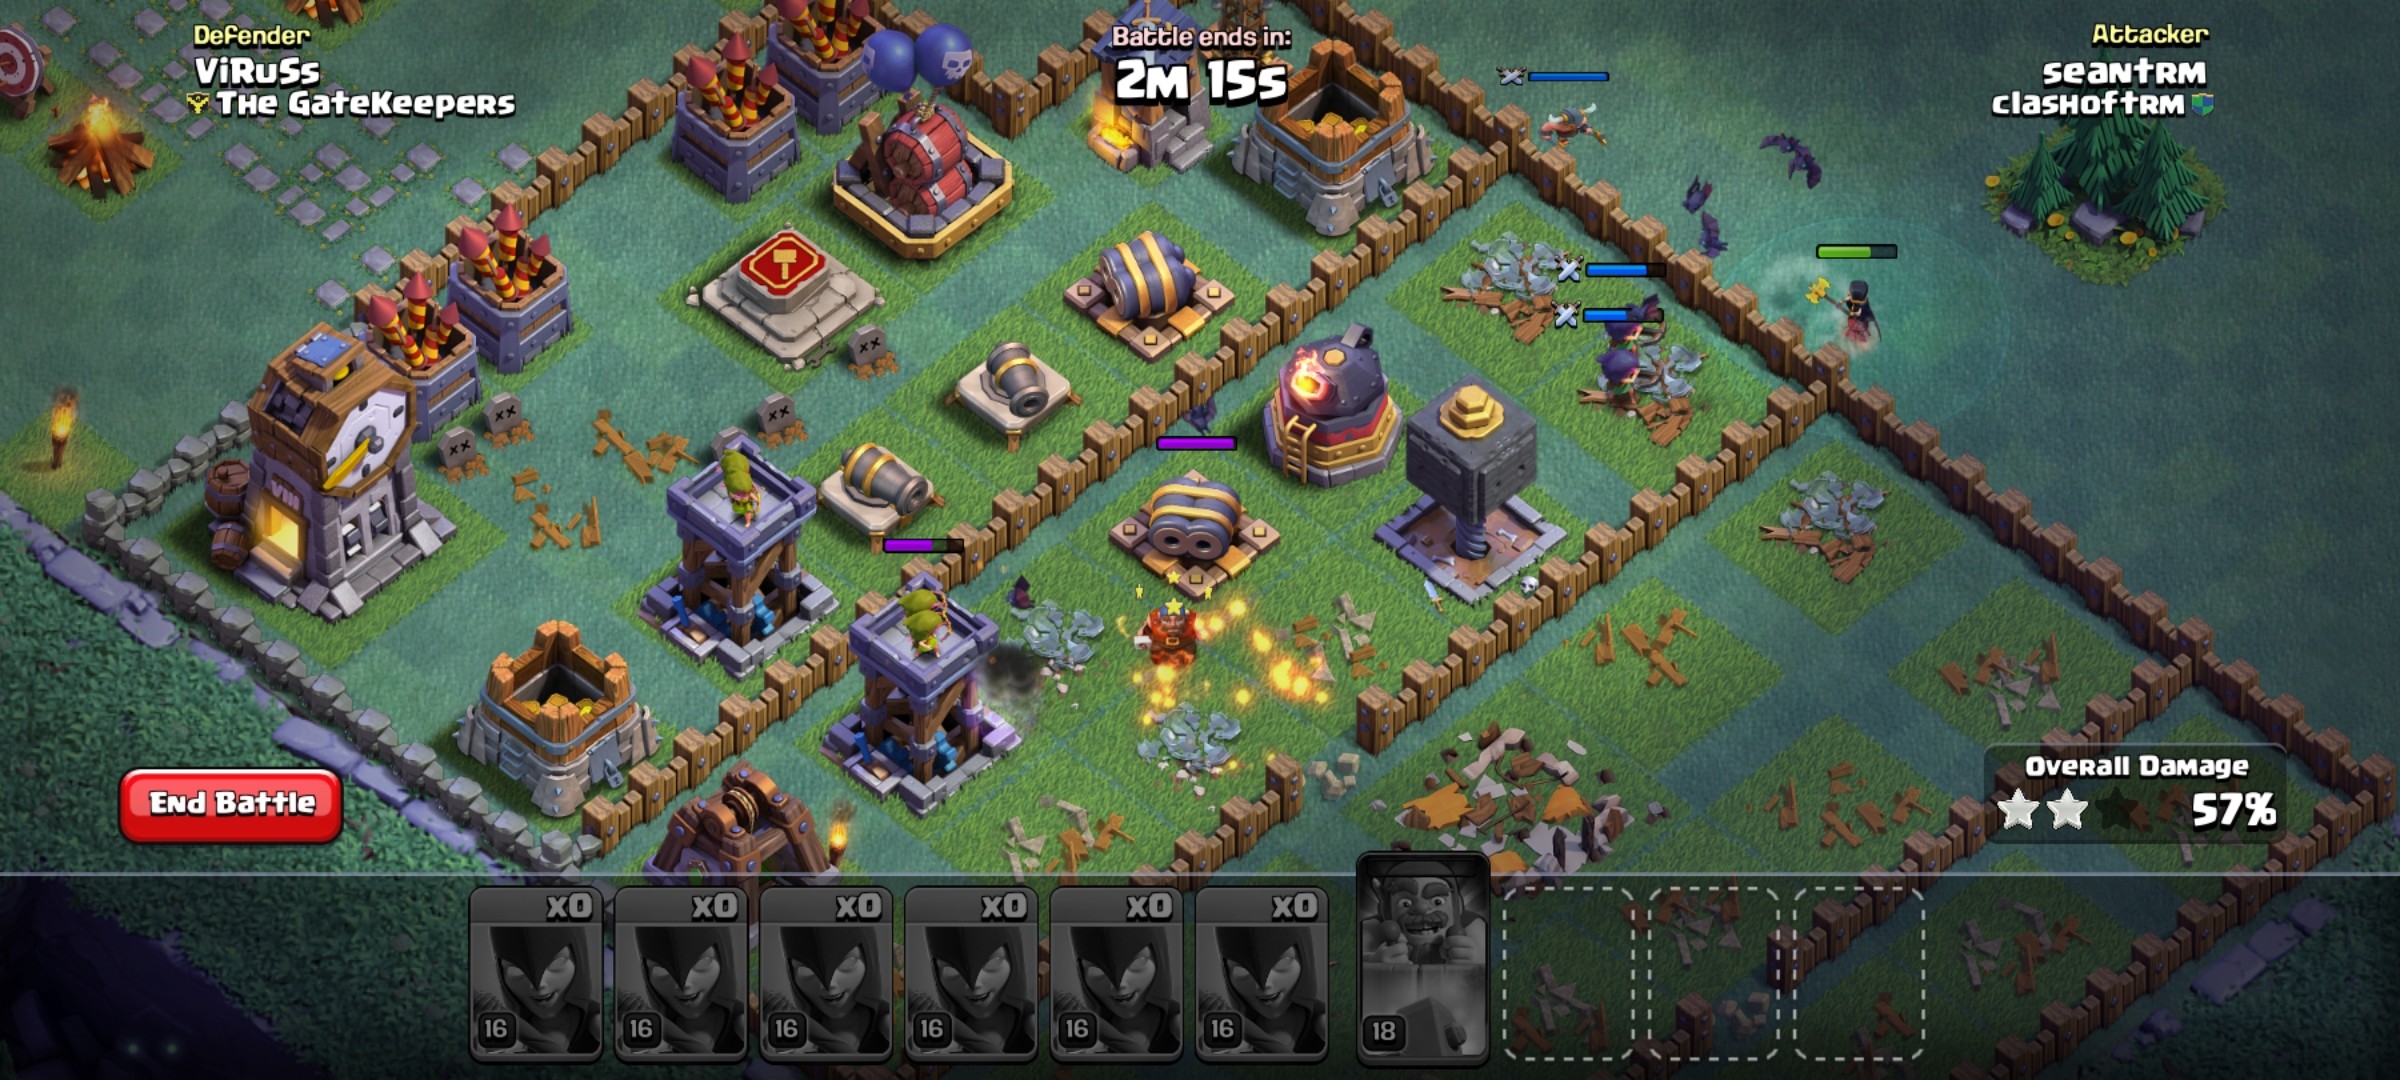 Defender
ViRuSs
The GateKeepers
Battle ends in:
2M 15s
Attacker
seantRM
clashoftRM
End Battle
Overall Damage
57%
x0
x0
x0
x0
x0
x0
16
16
16
16
16
16
18